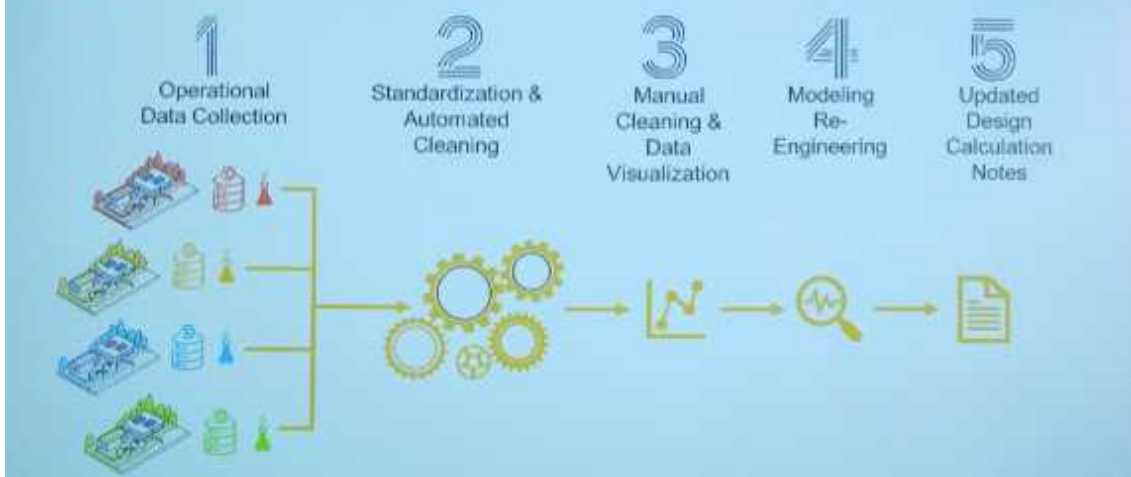 1
Operational
Data Collection
2
Standardization &
Automated
Cleaning
3
Manual
Cleaning &
Data
Visualization
4
Modeling
Re-
Engineering
5
Updated
Design
Calculation
Notes